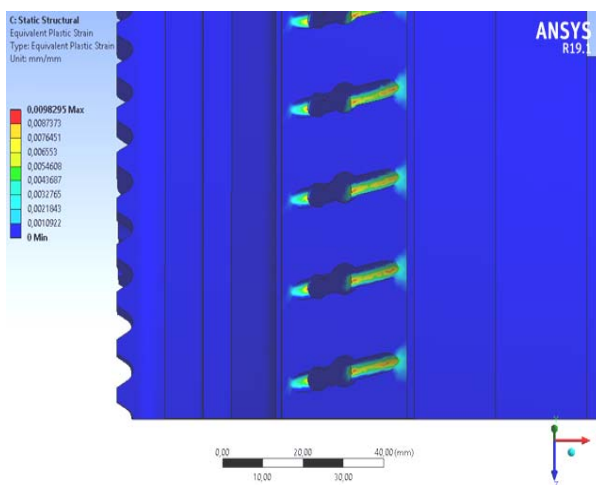 C: Static Structural
Equivalent Plastic Strain
Type: Equivalent Plastic Strain
Unit: mm/mm
0,0098295 Max
0,0087373
0,0076451
0,006553
0,0054608
0,0043687
0,0032765
0,0021843
0,0010922
0 Min
ANSYS
R19.1
0,00
20,00
40,00 (mm)
10,00
30,00